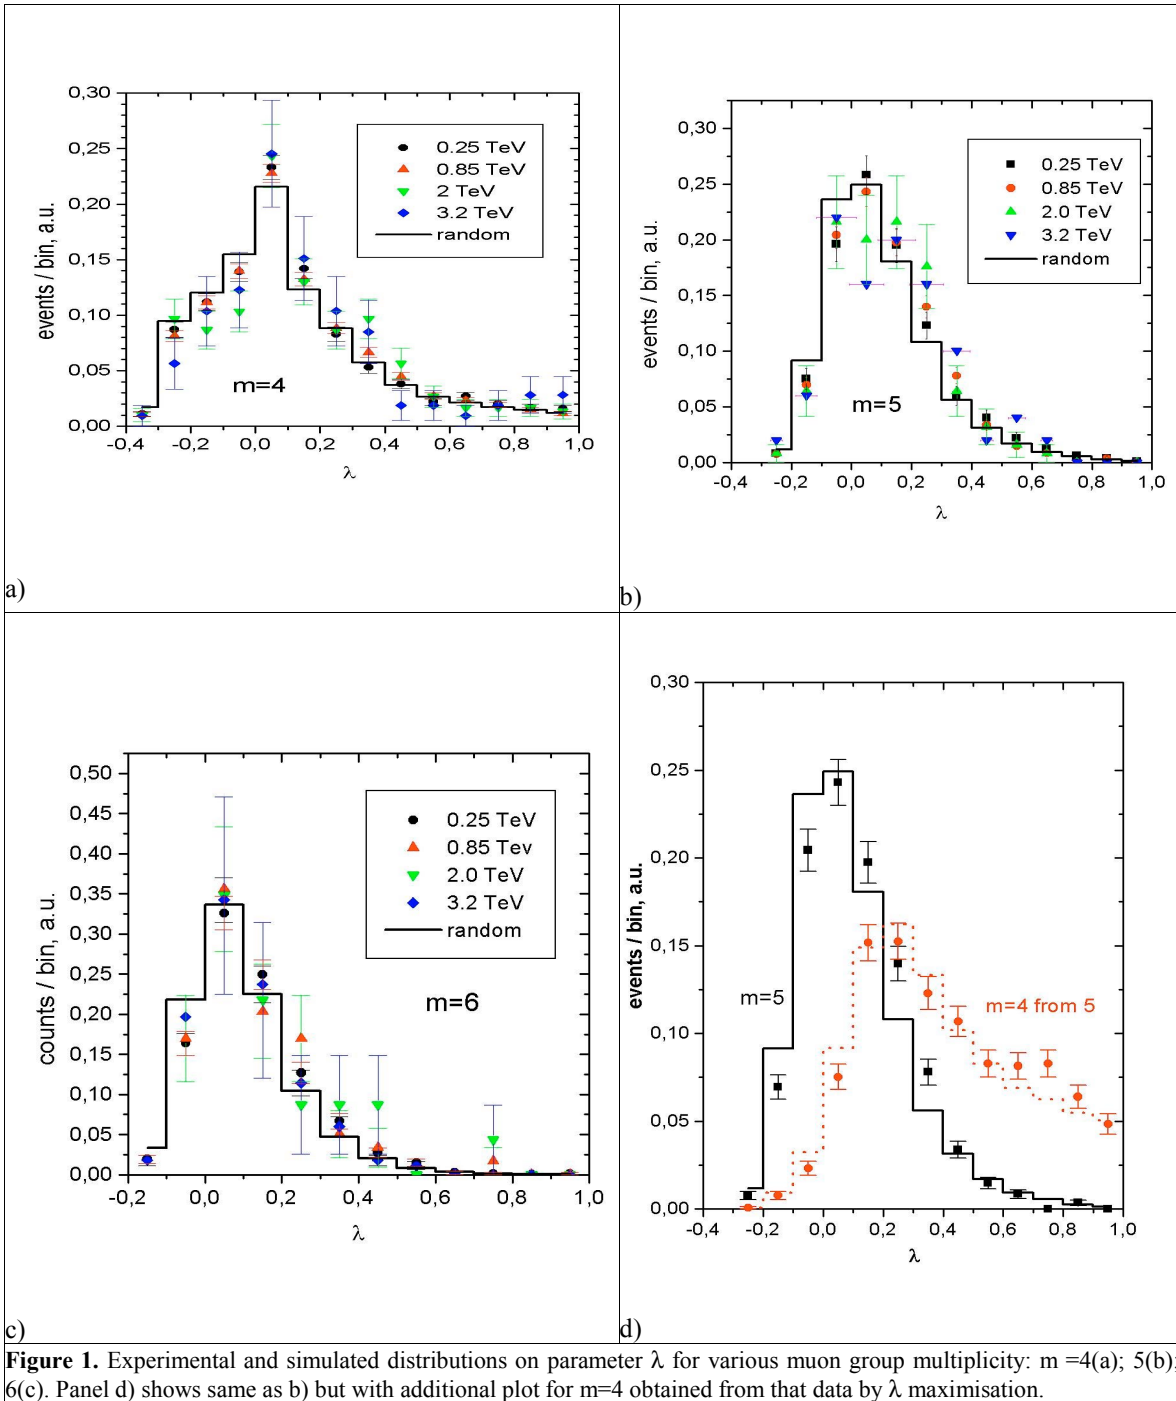 0,30
0,25
0,20
0,15
0,10
0,05
0,00
events / bin, a.u.
0.25 TeV
0.85 TeV
2 TeV
3.2 TeV
random
m=4
-0,4 -0,2 0,0 0,2 0,4 0,6 0,8 1,0
λ
a)
0,30
0,25
0,20
0,15
0,10
0,05
0,00
events / bin, a.u.
0.25 TeV
0.85 TeV
2.0 TeV
3.2 TeV
random
m=5
-0,4 -0,2 0,0 0,2 0,4 0,6 0,8 1,0
λ
b)
0,50
0,45
0,40
0,35
0,30
0,25
0,20
0,15
0,10
0,05
0,00
counts / bin, a.u.
0.25 TeV
0.85 Tev
2.0 TeV
3.2 TeV
random
m=6
-0,2 0,0 0,2 0,4 0,6 0,8 1,0
λ
c)
0,30
0,25
0,20
0,15
0,10
0,05
0,00
events / bin, a.u.
m=5
m=4 from 5
-0,4 -0,2 0,0 0,2 0,4 0,6 0,8 1,0
λ
d)
Figure 1. Experimental and simulated distributions on parameter λ for various muon group multiplicity: m =4(a); 5(b);
6(c). Panel d) shows same as b) but with additional plot for m=4 obtained from that data by λ maximisation.